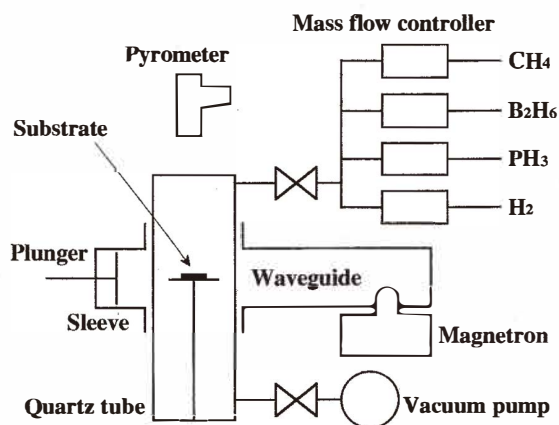 Mass flow controller
Pyrometer
CH4
B2H6
Substrate
PH3
H2
Plunger
Waveguide
Sleeve
Magnetron
Quartz tube
Vacuum pump